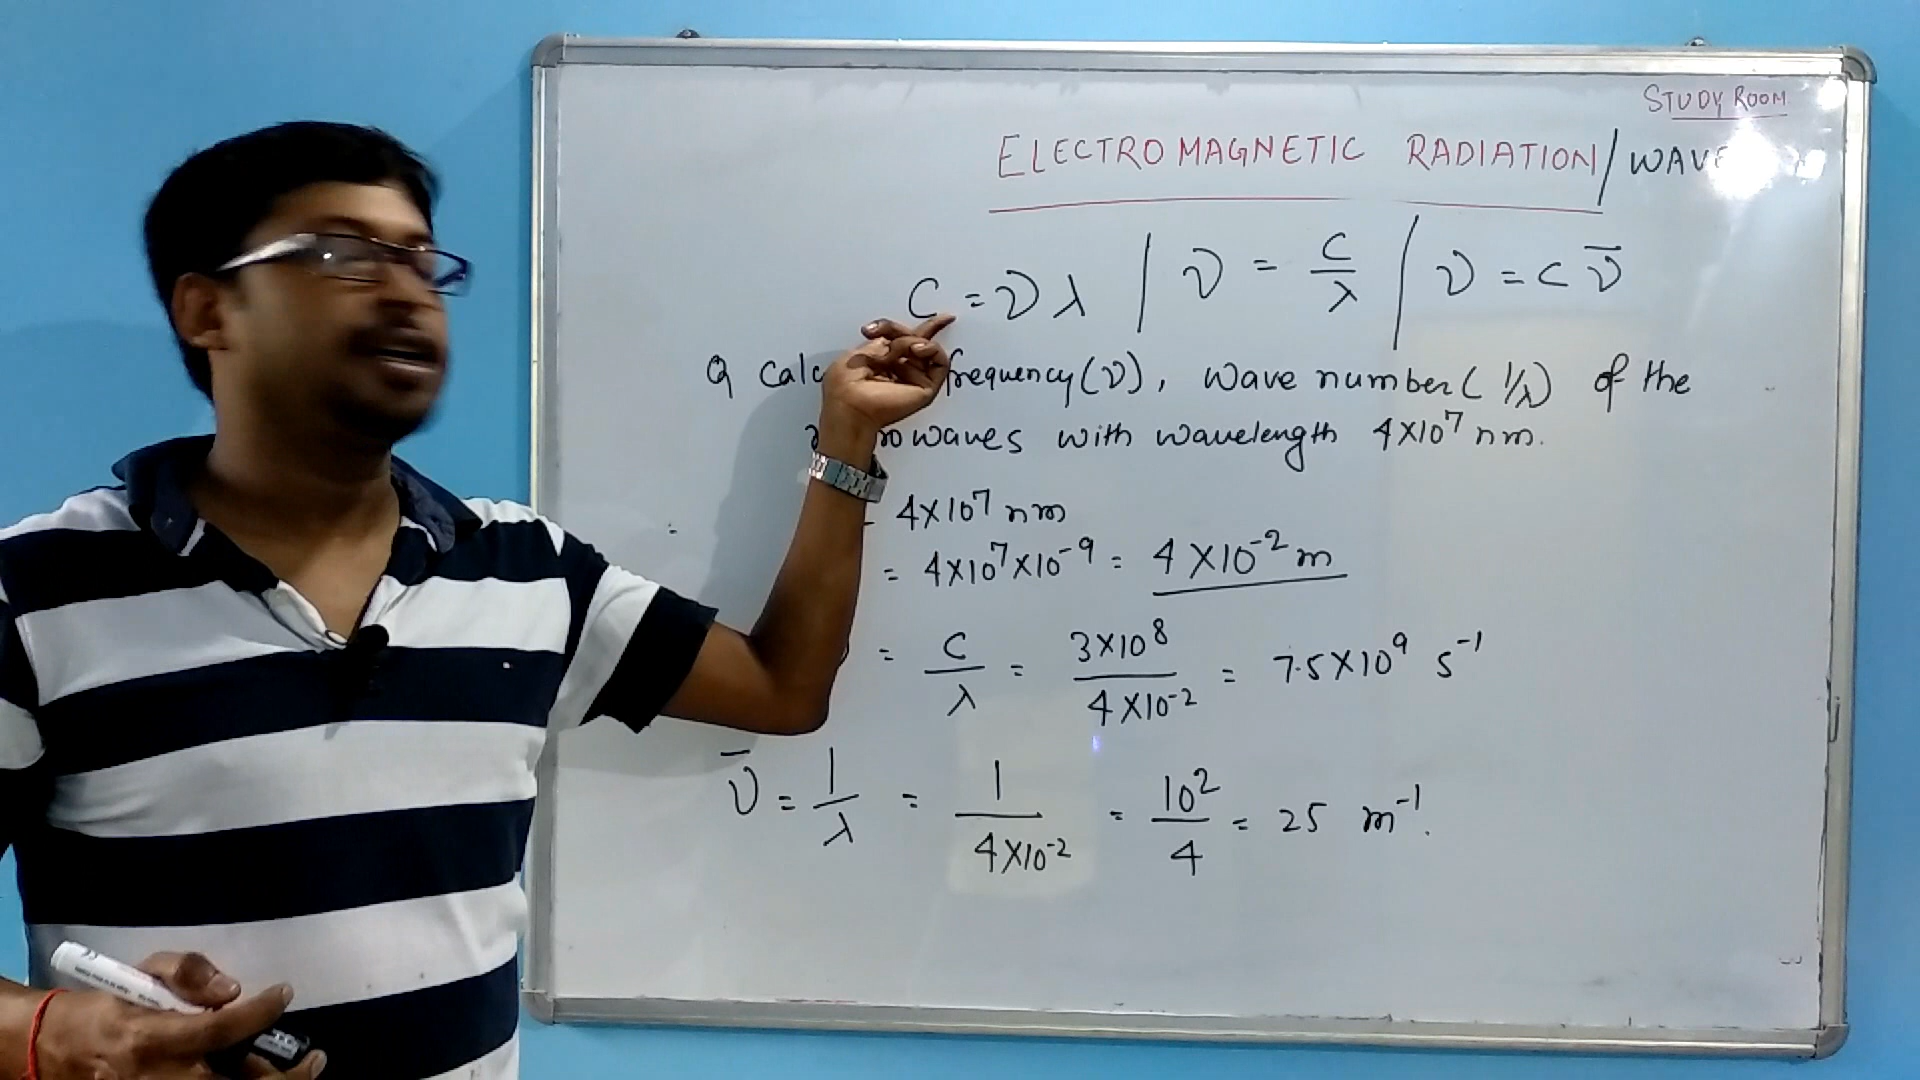 STUDY ROOM
ELECTROMAGNETIC RADIATION/WAVE
C = ν λ / ν = C/λ / ν = C ν̄
Q frequency(ν), wave number(1/λ) of the
waves with wavelength 4×10⁷ nm.
4×10⁷ nm
= 4×10⁷×10⁻⁹ = 4×10⁻² m
= C/λ = 3×10⁸/4×10⁻² = 7.5×10⁹ s⁻¹
ν̄ = 1/λ = 1/4×10⁻² = 10²/4 = 25 m⁻¹.